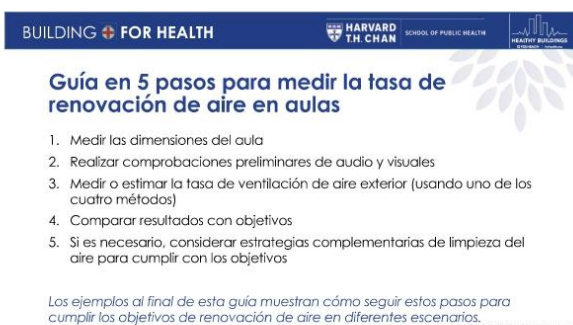 BUILDING FOR HEALTH
HARVARD
T.H. CHAN
SCHOOL OF PUBLIC HEALTH
HEALTHY BUILDINGS
Guía en 5 pasos para medir la tasa de
renovación de aire en aulas
1. Medir las dimensiones del aula
2. Realizar comprobaciones preliminares de audio y visuales
3. Medir o estimar la tasa de ventilación de aire exterior (usando uno de los
cuatro métodos)
4. Comparar resultados con objetivos
5. Si es necesario, considerar estrategias complementarias de limpieza del
aire para cumplir con los objetivos
Los ejemplos al final de esta guía muestran cómo seguir estos pasos para
cumplir los objetivos de renovación de aire en diferentes escenarios.